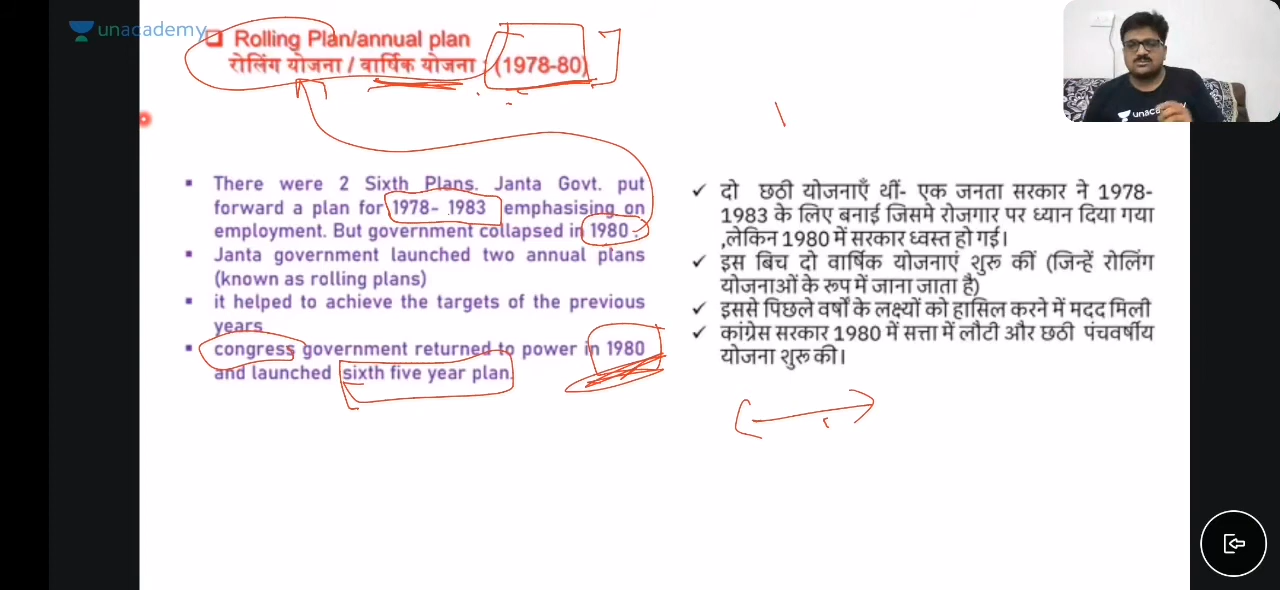 unacademy
Rolling Plan/annual plan
रोलिंग योजना / वार्षिक योजना : (1978-80)
▪ There were 2 Sixth Plans. Janta Govt. put
forward a plan for 1978- 1983 emphasising on
employment. But government collapsed in 1980 .
▪ Janta government launched two annual plans
(known as rolling plans)
▪ it helped to achieve the targets of the previous
years
▪ congress government returned to power in 1980
and launched sixth five year plan.
✓ दो छठी योजनाएँ थीं- एक जनता सरकार ने 1978-
1983 के लिए बनाई जिसमे रोजगार पर ध्यान दिया गया
,लेकिन 1980 में सरकार ध्वस्त हो गई।
✓ इस बिच दो वार्षिक योजनाएं शुरू कीं (जिन्हें रोलिंग
योजनाओं के रूप में जाना जाता है)
✓ इससे पिछले वर्षों के लक्ष्यों को हासिल करने में मदद मिली
✓ कांग्रेस सरकार 1980 में सत्ता में लौटी और छठी पंचवर्षीय
योजना शुरू की।